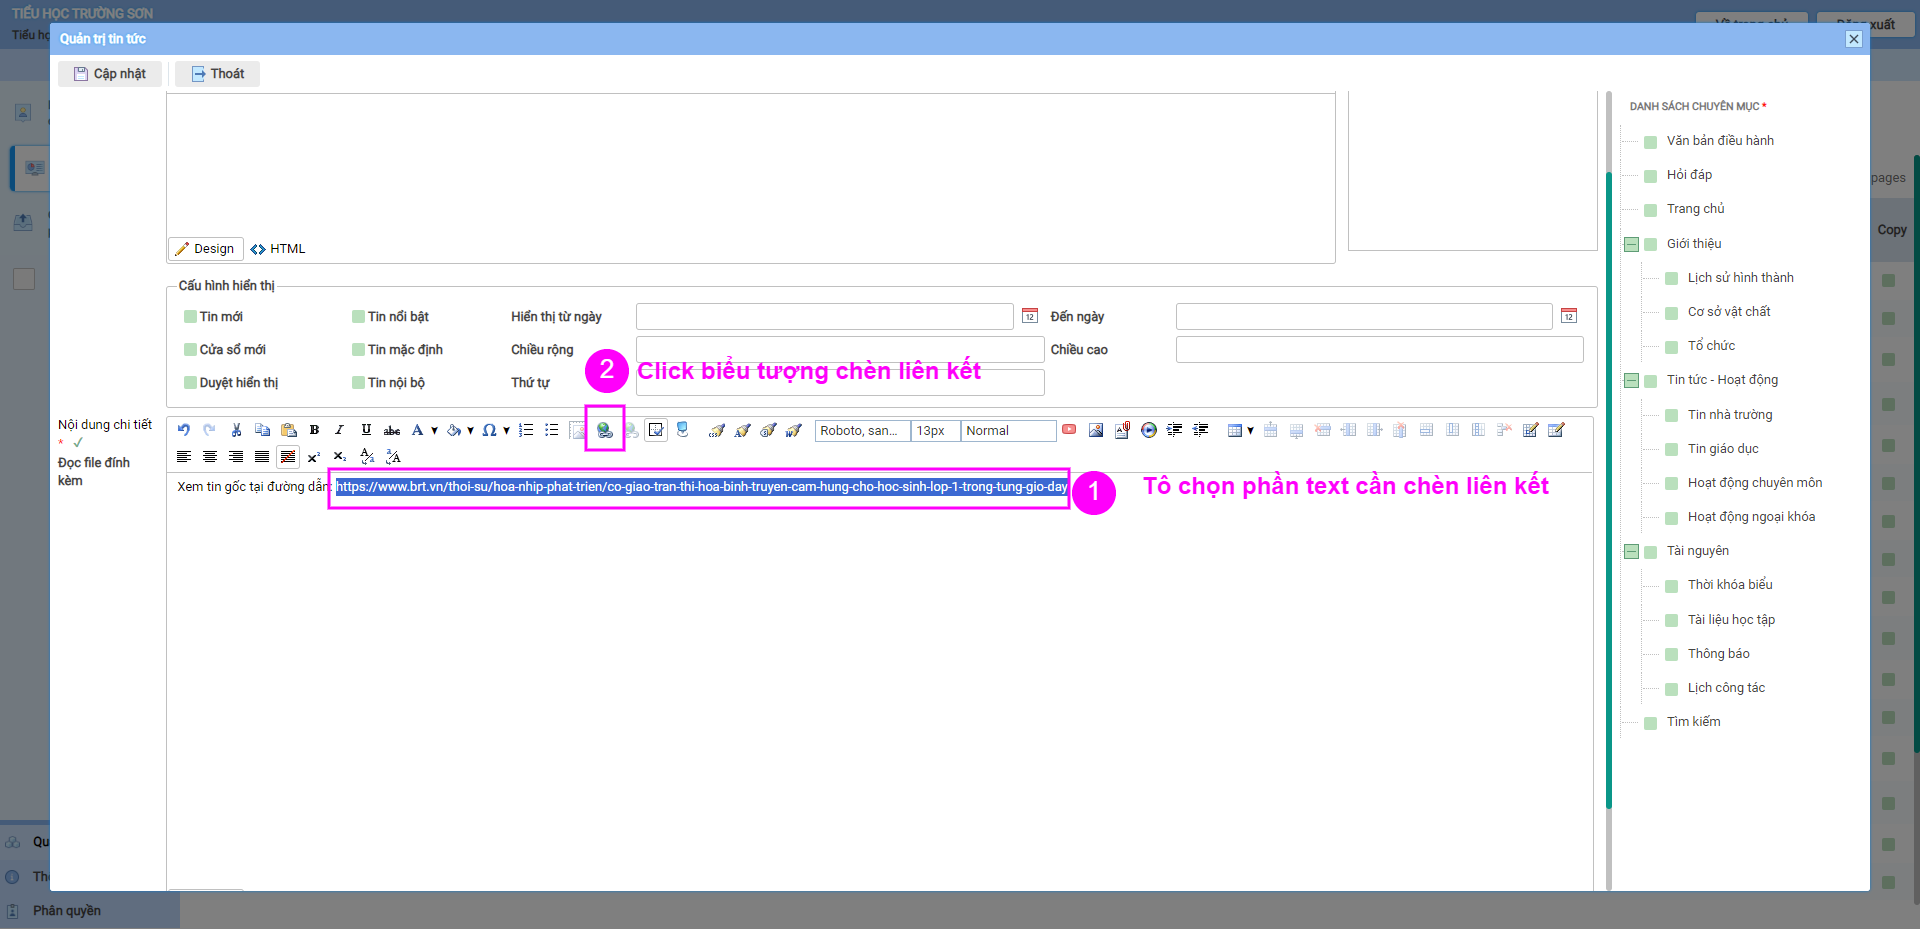 TIỂU HỌC TRƯỜNG SƠN
Tiểu họ
Quản trị tin tức
xuất
Cập nhật
Thoát
DANH SÁCH CHUYÊN MỤC *
Văn bản điều hành
Hỏi đáp
pages
Trang chủ
Copy
Giới thiệu
Design
HTML
Lịch sử hình thành
Cấu hình hiển thị
Cơ sở vật chất
Tin mới
Tin nổi bật
Hiển thị từ ngày
12
Đến ngày
12
Tổ chức
Cửa sổ mới
Tin mặc định
Chiều rộng
Chiều cao
2 Click biểu tượng chèn liên kết
Duyệt hiển thị
Tin nội bộ
Thứ tự
Tin tức - Hoạt động
Tin nhà trường
Nội dung chi tiết
*
Roboto, san...
13px
Normal
Tin giáo dục
Đọc file đính
kèm
Xem tin gốc tại đường dẫn: https://www.brt.vn/thoi-su/hoa-nhip-phat-trien/co-giao-tran-thi-hoa-binh-truyen-cam-hung-cho-hoc-sinh-lop-1-trong-tung-gio-day
1 Tô chọn phần text cần chèn liên kết
Hoạt động chuyên môn
Hoạt động ngoại khóa
Tài nguyên
Thời khóa biểu
Tài liệu học tập
Thông báo
Lịch công tác
Tìm kiếm
Qu
Th
Phân quyền